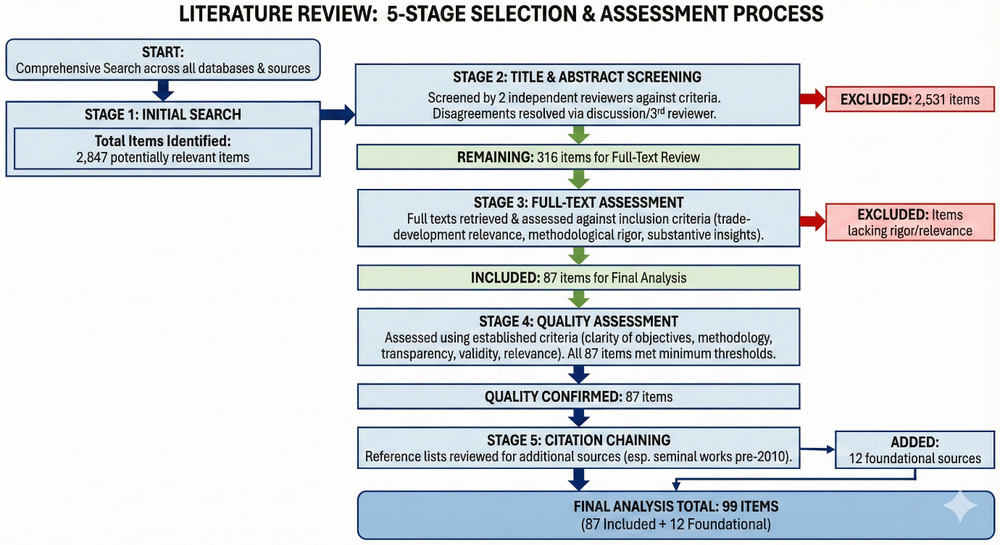 LITERATURE REVIEW: 5-STAGE SELECTION & ASSESSMENT PROCESS
START:
Comprehensive Search across all databases & sources
STAGE 1: INITIAL SEARCH
Total Items Identified:
2,847 potentially relevant items
STAGE 2: TITLE & ABSTRACT SCREENING
Screened by 2 independent reviewers against criteria.
Disagreements resolved via discussion/3rd reviewer.
EXCLUDED: 2,531 items
REMAINING: 316 items for Full-Text Review
STAGE 3: FULL-TEXT ASSESSMENT
Full texts retrieved & assessed against inclusion criteria (trade-
development relevance, methodological rigor, substantive insights).
EXCLUDED: Items
lacking rigor/relevance
INCLUDED: 87 items for Final Analysis
STAGE 4: QUALITY ASSESSMENT
Assessed using established criteria (clarity of objectives, methodology,
transparency, validity, relevance). All 87 items met minimum thresholds.
QUALITY CONFIRMED: 87 items
STAGE 5: CITATION CHAINING
Reference lists reviewed for additional sources (esp. seminal works pre-2010).
ADDED:
12 foundational sources
FINAL ANALYSIS TOTAL: 99 ITEMS
(87 Included + 12 Foundational)